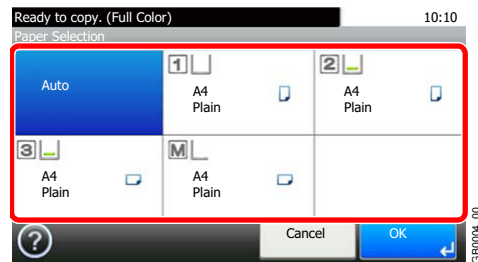 Ready to copy. (Full Color) 10:10
Paper Selection
Auto
1
A4
Plain
2
A4
Plain
3
A4
Plain
M
A4
Plain
?
Cancel
OK
GB0004_00